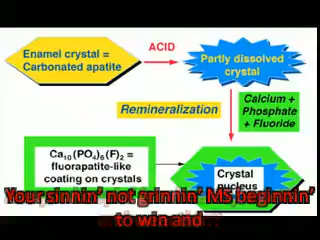 Enamel crystal =
Carbonated apatite
ACID
Partly dissolved
crystal
Remineralization
Calcium +
Phosphate
+ Fluoride
Ca₁₀(PO₄)₆(F)₂ =
fluorapatite-like
coating on crystals
Crystal
nucleus
Your sinnin’ not grinnin’ MS beginnin’
to win and